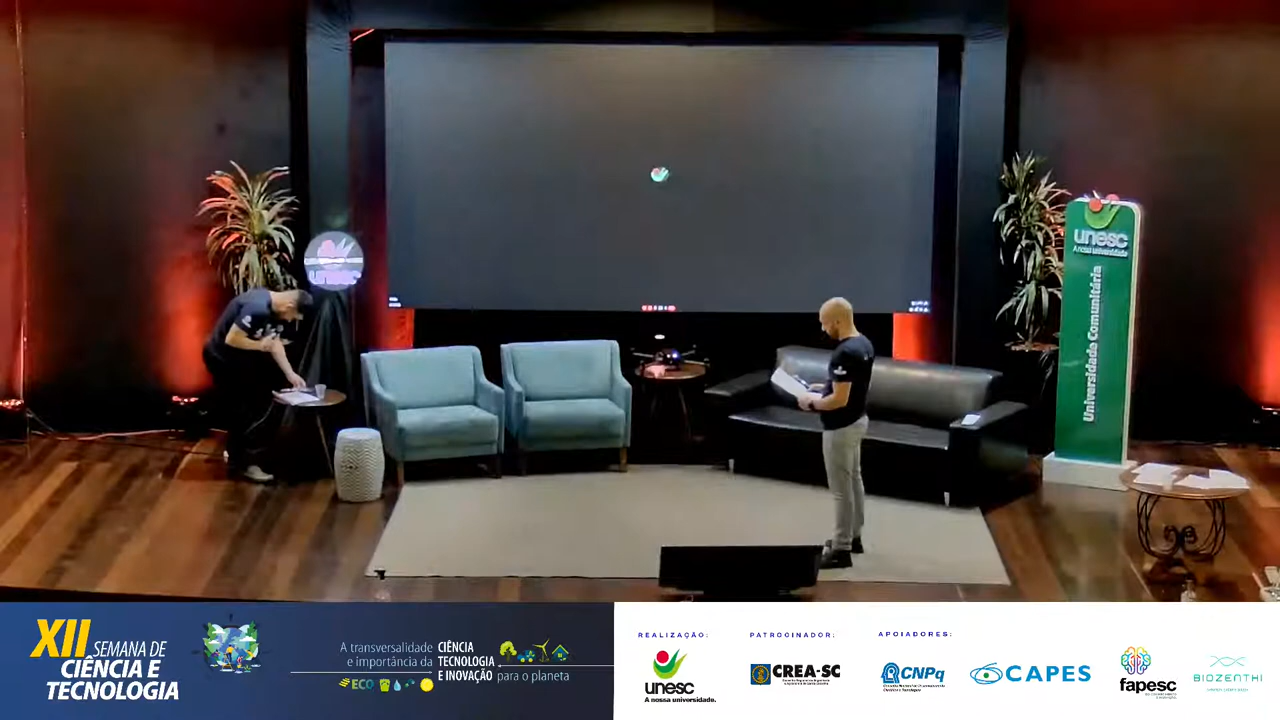 unesc
unesc
A nossa universidade
Universidade Comunitária
XII SEMANA DE
CIÊNCIA E
TECNOLOGIA
A transversalidade CIÊNCIA
e importância da TECNOLOGIA
E INOVAÇÃO para o planeta
ECO
REALIZAÇÃO:
unesc
A nossa universidade.
PATROCINADOR:
CREA-SC
APOIADORES:
CNPq
CAPES
fapesc
BIOZENTHI